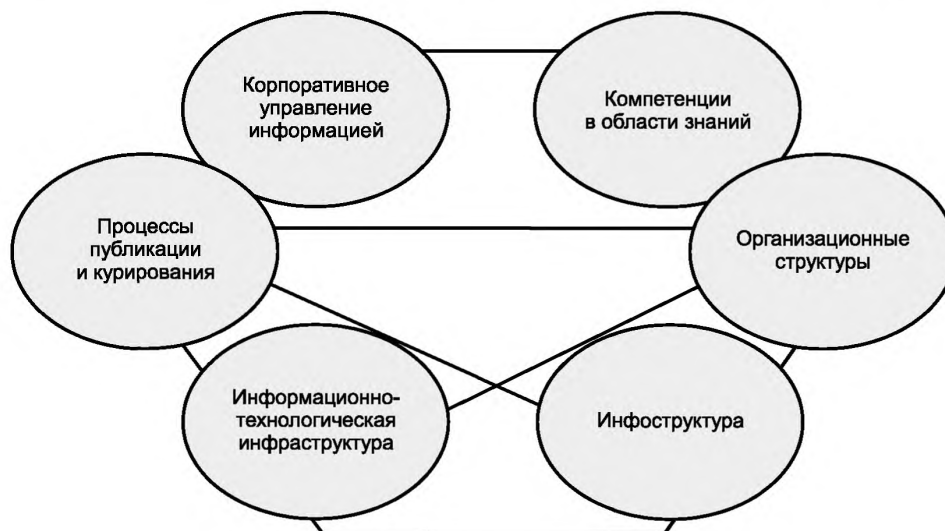 Корпоративное
управление
информацией
Компетенции
в области знаний
Процессы
публикации
и курирования
Организационные
структуры
Информационно-
технологическая
инфраструктура
Инфоструктура